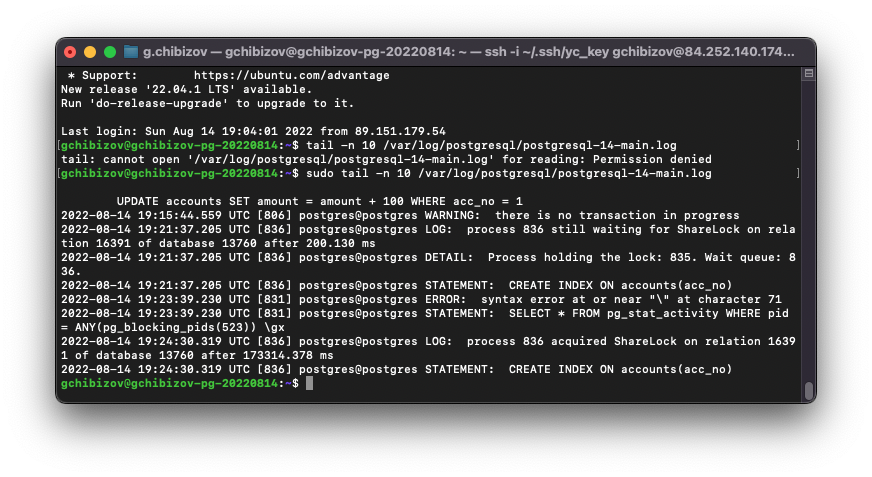 g.chibizov — gchibizov@gchibizov-pg-20220814: ~ — ssh -i ~/.ssh/yc_key gchibizov@84.252.140.174...
 * Support:        https://ubuntu.com/advantage
New release '22.04.1 LTS' available.
Run 'do-release-upgrade' to upgrade to it.

Last login: Sun Aug 14 19:04:01 2022 from 89.151.179.54
[gchibizov@gchibizov-pg-20220814:~$ tail -n 10 /var/log/postgresql/postgresql-14-main.log ]
tail: cannot open '/var/log/postgresql/postgresql-14-main.log' for reading: Permission denied
[gchibizov@gchibizov-pg-20220814:~$ sudo tail -n 10 /var/log/postgresql/postgresql-14-main.log ]

        UPDATE accounts SET amount = amount + 100 WHERE acc_no = 1
2022-08-14 19:15:44.559 UTC [806] postgres@postgres WARNING:  there is no transaction in progress
2022-08-14 19:21:37.205 UTC [836] postgres@postgres LOG:  process 836 still waiting for ShareLock on rela
tion 16391 of database 13760 after 200.130 ms
2022-08-14 19:21:37.205 UTC [836] postgres@postgres DETAIL:  Process holding the lock: 835. Wait queue: 8
36.
2022-08-14 19:21:37.205 UTC [836] postgres@postgres STATEMENT:  CREATE INDEX ON accounts(acc_no)
2022-08-14 19:23:39.230 UTC [831] postgres@postgres ERROR:  syntax error at or near "\" at character 71
2022-08-14 19:23:39.230 UTC [831] postgres@postgres STATEMENT:  SELECT * FROM pg_stat_activity WHERE pid
= ANY(pg_blocking_pids(523)) \gx
2022-08-14 19:24:30.319 UTC [836] postgres@postgres LOG:  process 836 acquired ShareLock on relation 1639
1 of database 13760 after 173314.378 ms
2022-08-14 19:24:30.319 UTC [836] postgres@postgres STATEMENT:  CREATE INDEX ON accounts(acc_no)
gchibizov@gchibizov-pg-20220814:~$